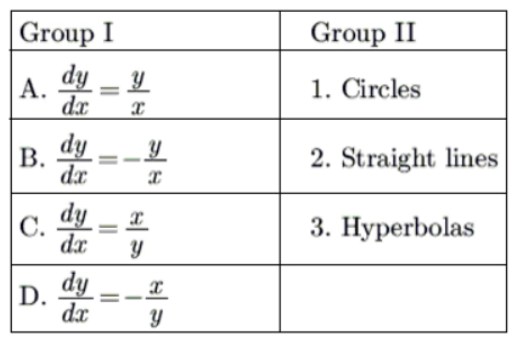 Group I Group II
A. dy/dx = y/x 1. Circles
B. dy/dx = -y/x 2. Straight lines
C. dy/dx = x/y 3. Hyperbolas
D. dy/dx = -x/y